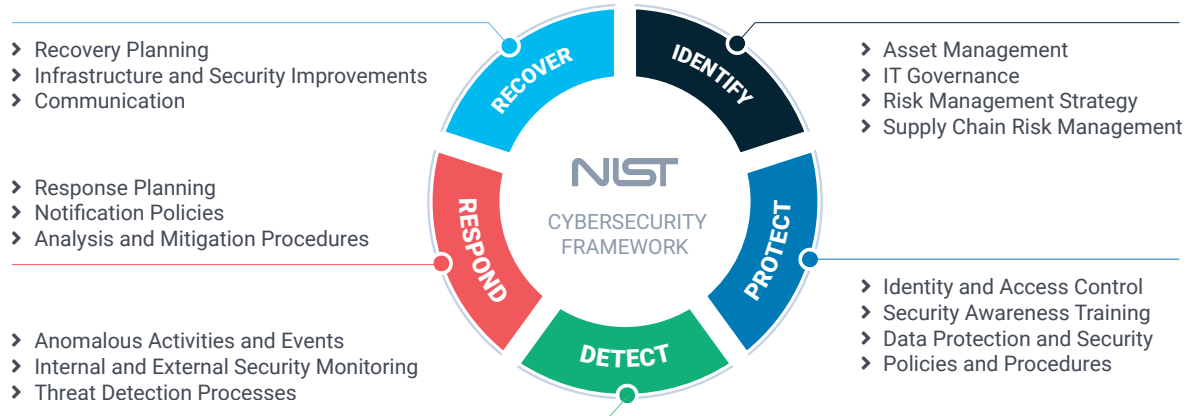 Recovery Planning
Infrastructure and Security Improvements
Communication
RECOVER
IDENTIFY
Asset Management
IT Governance
Risk Management Strategy
Supply Chain Risk Management
Response Planning
Notification Policies
Analysis and Mitigation Procedures
RESPOND
NIST
CYBERSECURITY
FRAMEWORK
PROTECT
Identity and Access Control
Security Awareness Training
Data Protection and Security
Policies and Procedures
Anomalous Activities and Events
Internal and External Security Monitoring
Threat Detection Processes
DETECT